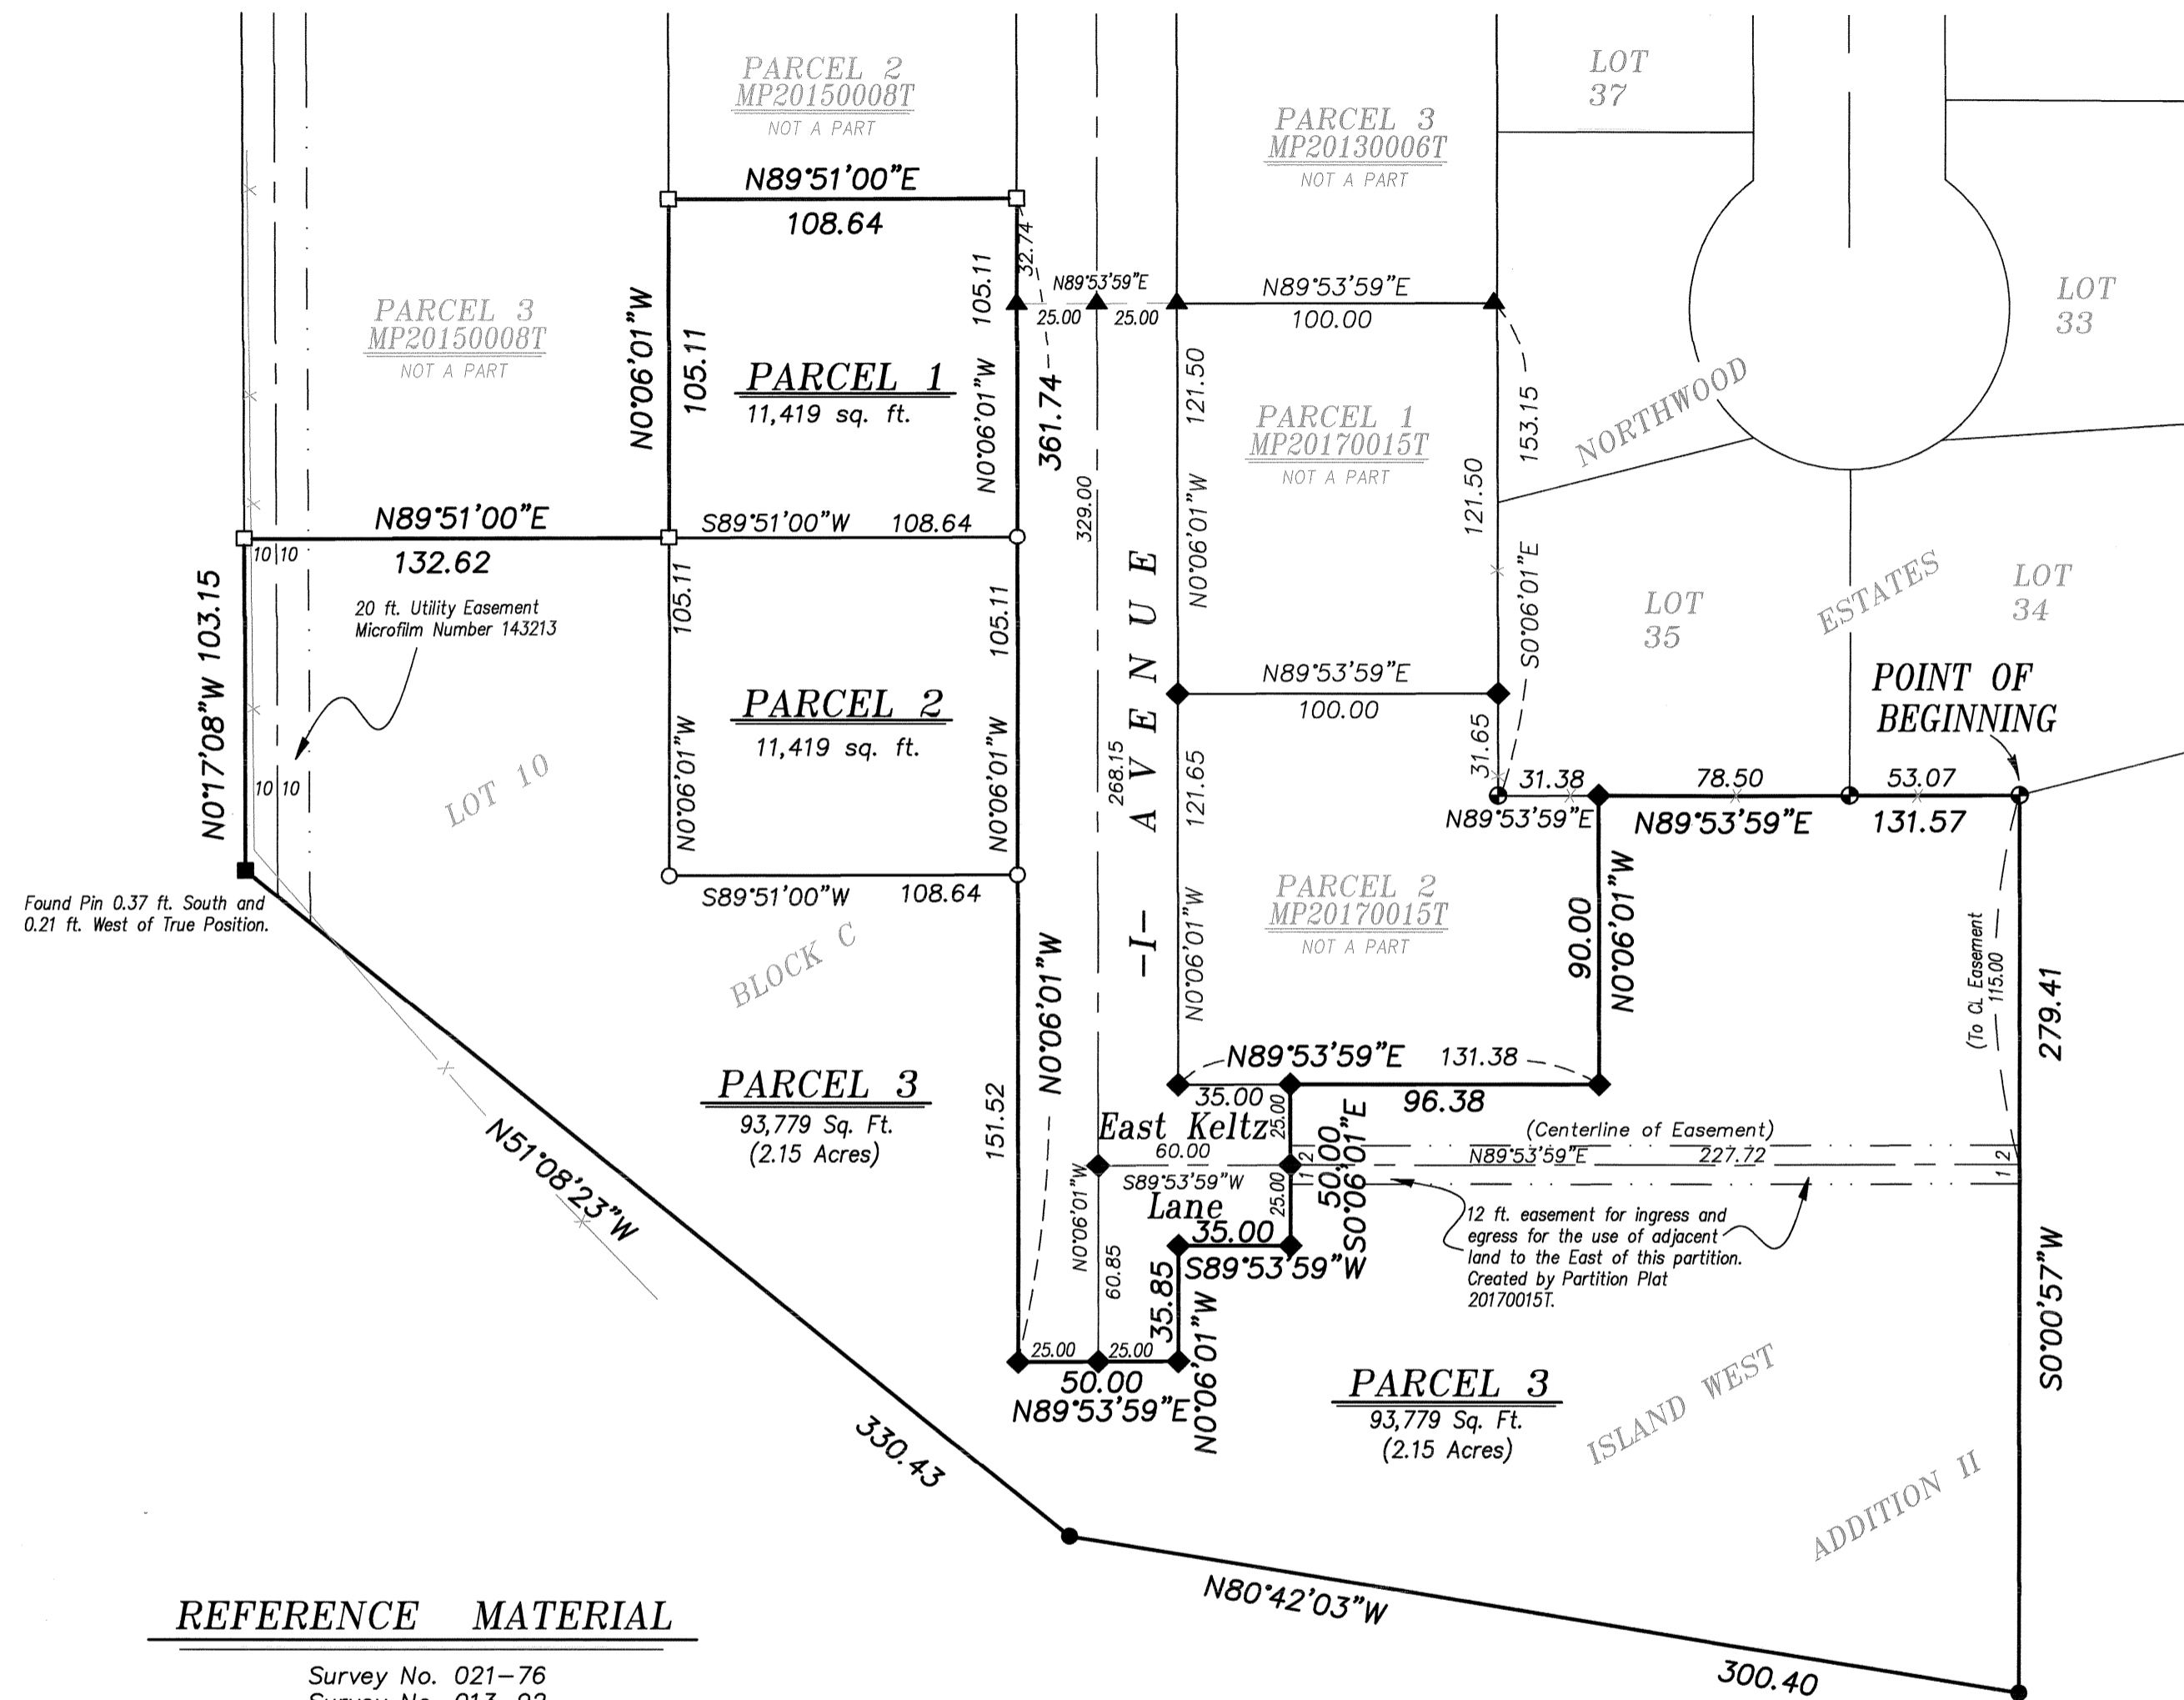 PARCEL 2
MP20150008T
NOT A PART
LOT
37
PARCEL 3
MP20130006T
NOT A PART
N89°51'00"E
108.64
32.74
105.11
N89°53'59"E
25.00
25.00
N89°53'59"E
100.00
LOT
33
PARCEL 3
MP20150008T
NOT A PART
N0°06'01"W
105.11
PARCEL 1
11,419 sq. ft.
N0°06'01"W
361.74
121.50
153.15
NORTHWOOD
PARCEL 1
MP20170015T
NOT A PART
121.50
329.00
N0°06'01"W
N89°51'00"E
132.62
10 10
S89°51'00"W 108.64
S0°06'01"E
ESTATES
LOT
34
LOT
35
N0°17'08"W 103.15
20 ft. Utility Easement
Microfilm Number 143213
105.11
105.11
-I- AVENUE
N89°53'59"E
100.00
POINT OF
BEGINNING
PARCEL 2
11,419 sq. ft.
N0°06'01"W
N0°06'01"W
268.15
121.65
31.65
31.38
N89°53'59"E
78.50
53.07
N89°53'59"E
131.57
10 10
LOT 10
Found Pin 0.37 ft. South and
0.21 ft. West of True Position.
S89°51'00"W 108.64
PARCEL 2
MP20170015T
NOT A PART
N0°06'01"W
90.00
N0°06'01"W
BLOCK C
N0°06'01"W
(To CL Easement
115.00
279.41
N89°53'59"E 131.38
35.00
96.38
PARCEL 3
93,779 Sq. Ft.
(2.15 Acres)
151.52
East Keltz
25.00
60.00
S89°53'59"W
Lane
25.00
50.00
S0°06'01"E
(Centerline of Easement)
N89°53'59"E 227.72
12
12
12 ft. easement for ingress and
egress for the use of adjacent
land to the East of this partition.
Created by Partition Plat
20170015T.
N51°08'23"W
330.43
N0°06'01"W
60.85
35.00
S89°53'59"W
35.85
N0°06'01"W
25.00
25.00
50.00
N89°53'59"E
S0°00'57"W
PARCEL 3
93,779 Sq. Ft.
(2.15 Acres)
ISLAND WEST
ADDITION II
N80°42'03"W
300.40
REFERENCE MATERIAL
Survey No. 021-76